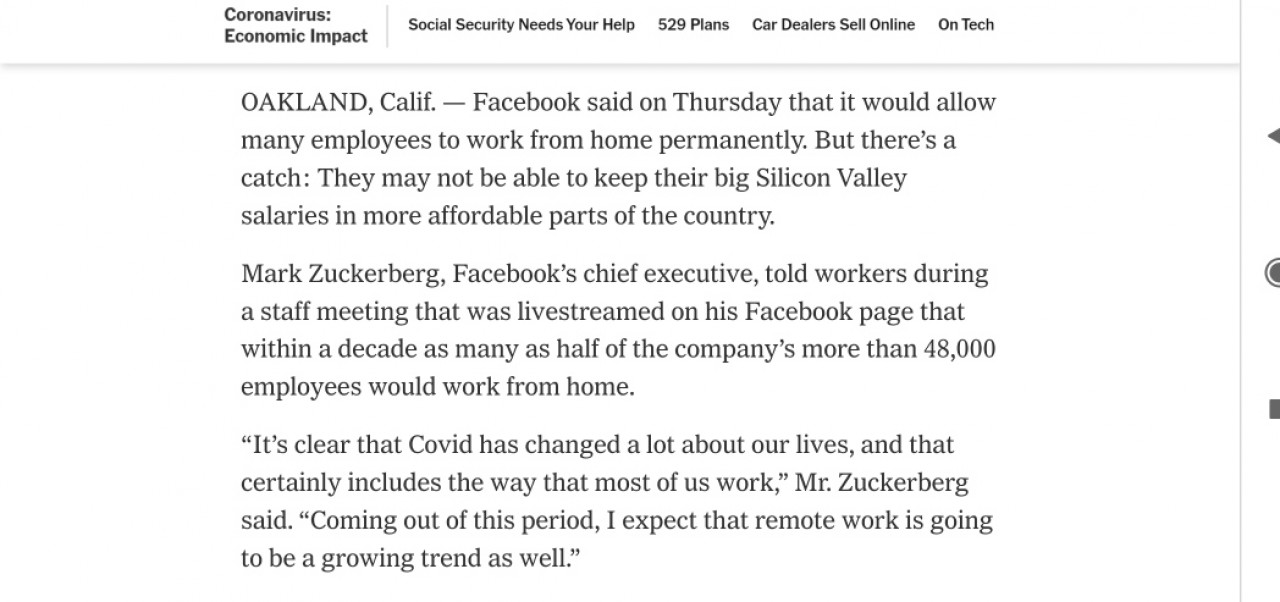 Coronavirus:
Economic Impact
Social Security Needs Your Help 529 Plans Car Dealers Sell Online On Tech
OAKLAND, Calif. — Facebook said on Thursday that it would allow
many employees to work from home permanently. But there’s a
catch: They may not be able to keep their big Silicon Valley
salaries in more affordable parts of the country.
Mark Zuckerberg, Facebook’s chief executive, told workers during
a staff meeting that was livestreamed on his Facebook page that
within a decade as many as half of the company’s more than 48,000
employees would work from home.
“It’s clear that Covid has changed a lot about our lives, and that
certainly includes the way that most of us work,” Mr. Zuckerberg
said. “Coming out of this period, I expect that remote work is going
to be a growing trend as well.”